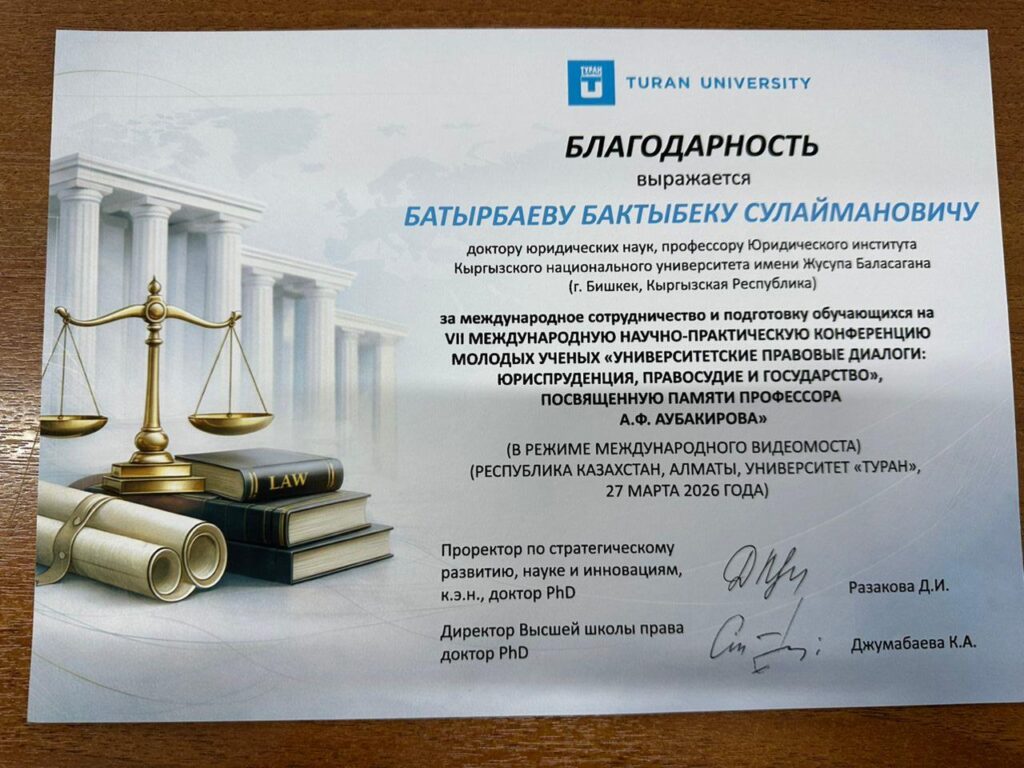 ТУРАН
TURAN UNIVERSITY
БЛАГОДАРНОСТЬ
выражается
БАТЫРБАЕВУ БАКТЫБЕКУ СУЛАЙМАНОВИЧУ
доктору юридических наук, профессору Юридического института
Кыргызского национального университета имени Жусупа Баласагана
(г. Бишкек, Кыргызская Республика)
за международное сотрудничество и подготовку обучающихся на
VII МЕЖДУНАРОДНУЮ НАУЧНО-ПРАКТИЧЕСКУЮ КОНФЕРЕНЦИЮ
МОЛОДЫХ УЧЕНЫХ «УНИВЕРСИТЕТСКИЕ ПРАВОВЫЕ ДИАЛОГИ:
ЮРИСПРУДЕНЦИЯ, ПРАВОСУДИЕ И ГОСУДАРСТВО»,
ПОСВЯЩЕННУЮ ПАМЯТИ ПРОФЕССОРА
А.Ф. АУБАКИРОВА»
(В РЕЖИМЕ МЕЖДУНАРОДНОГО ВИДЕОМОСТА)
(РЕСПУБЛИКА КАЗАХСТАН, АЛМАТЫ, УНИВЕРСИТЕТ «ТУРАН»,
27 МАРТА 2026 ГОДА)
LAW
Проректор по стратегическому
развитию, науке и инновациям,
к.э.н., доктор PhD
Разакова Д.И.
Директор Высшей школы права
доктор PhD
Джумабаева К.А.